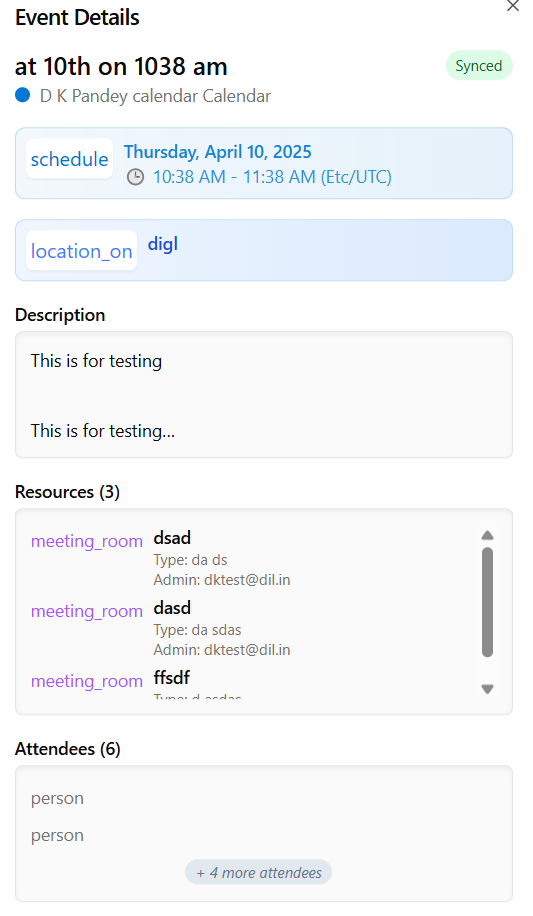 Event Details
at 10th on 1038 am
Synced
D K Pandey calendar Calendar
schedule
Thursday, April 10, 2025
10:38 AM - 11:38 AM (Etc/UTC)
location_on
digl
Description
This is for testing
This is for testing...
Resources (3)
meeting_room
dsad
Type: da ds
Admin: dktest@dil.in
meeting_room
dasd
Type: da sdas
Admin: dktest@dil.in
meeting_room
ffsdf
Type: d asdas
Attendees (6)
person
person
+ 4 more attendees